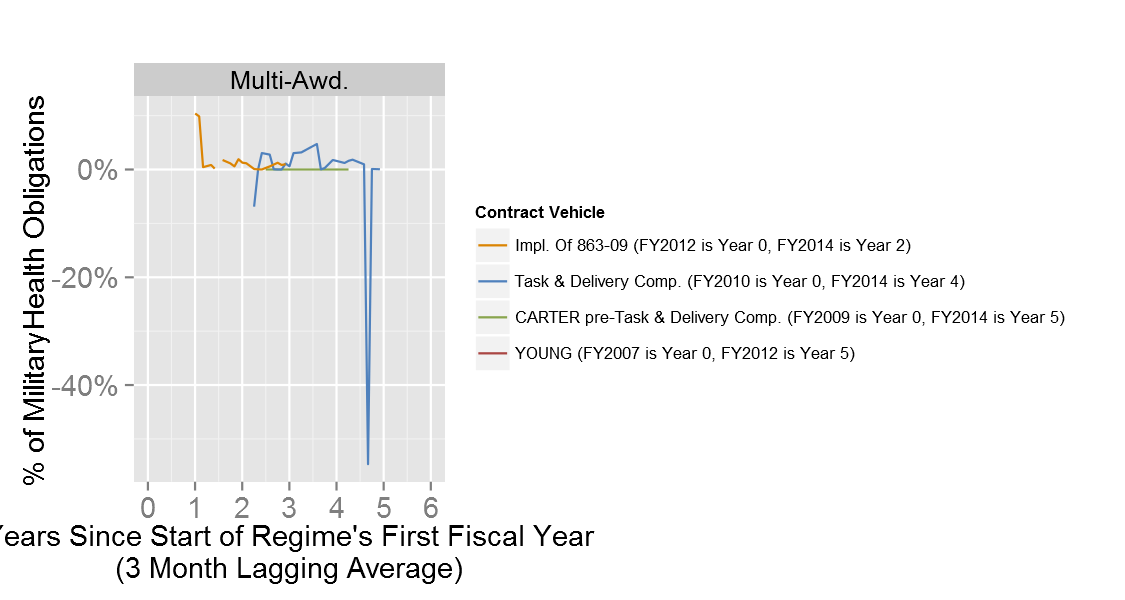 Multi-Awd.
% of Military Health Obligations
0%
-20%
-40%
0 1 2 3 4 5 6
Years Since Start of Regime's First Fiscal Year
(3 Month Lagging Average)
Contract Vehicle
Impl. Of 863-09 (FY2012 is Year 0, FY2014 is Year 2)
Task & Delivery Comp. (FY2010 is Year 0, FY2014 is Year 4)
CARTER pre-Task & Delivery Comp. (FY2009 is Year 0, FY2014 is Year 5)
YOUNG (FY2007 is Year 0, FY2012 is Year 5)